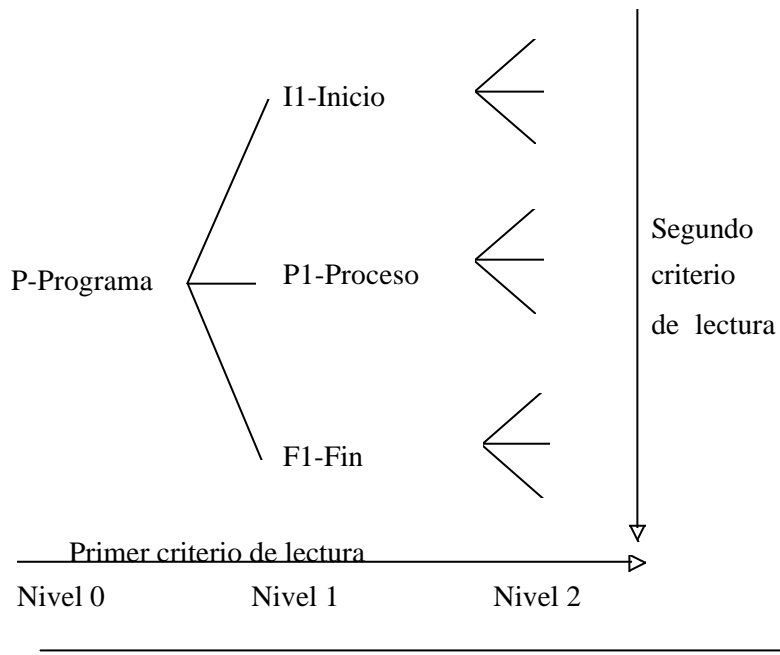 I1-Inicio
Segundo
P-Programa
P1-Proceso
criterio
de lectura
F1-Fin
Primer criterio de lectura
Nivel 0
Nivel 1
Nivel 2